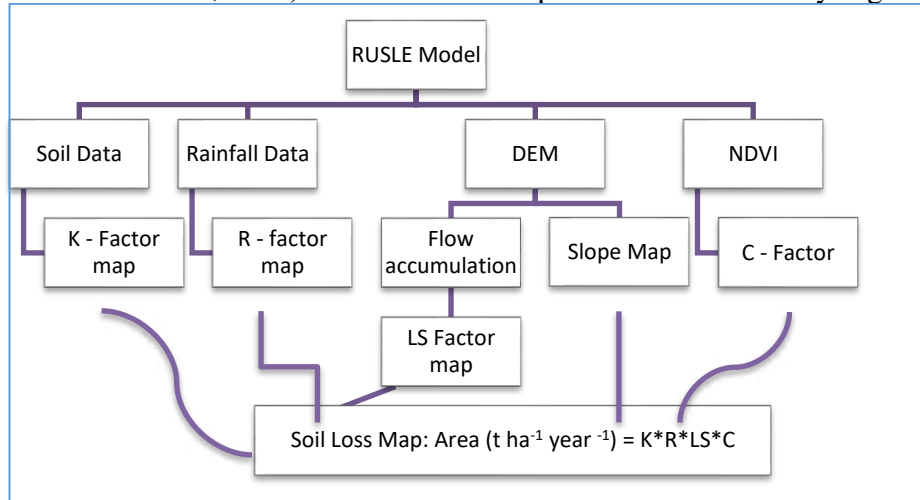 RUSLE Model
Soil Data
Rainfall Data
DEM
NDVI
K - Factor
map
R - factor
map
Flow
accumulation
Slope Map
C - Factor
LS Factor
map
Soil Loss Map: Area (t ha⁻¹ year ⁻¹) = K*R*LS*C